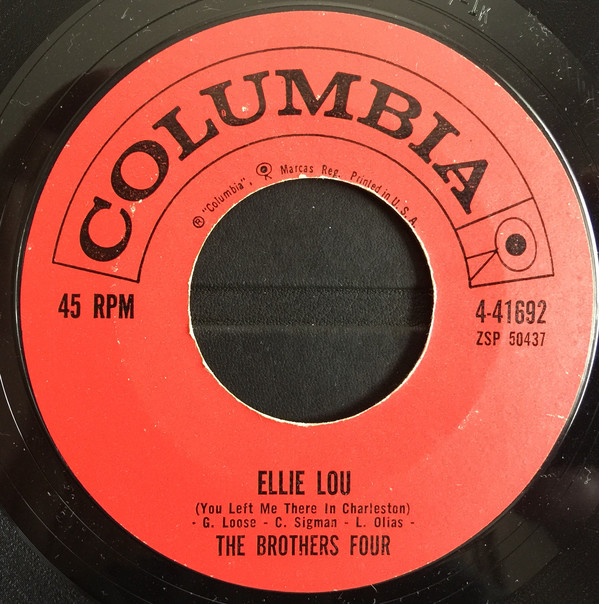 COLUMBIA
® "Columbia", Marcas Reg. Printed in U. S. A.
45 RPM
4-41692
ZSP 50437
ELLIE LOU
(You Left Me There In Charleston)
- G. Loose - C. Sigman - L. Olias -
THE BROTHERS FOUR